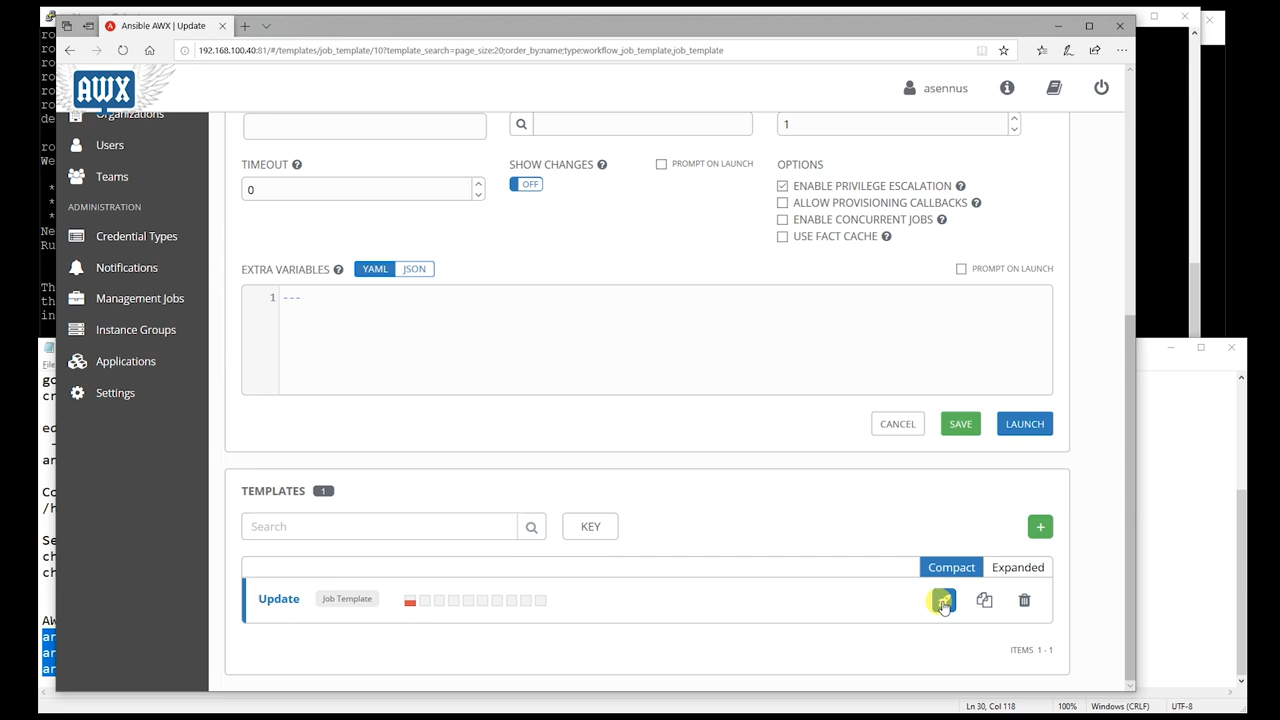 Ansible AWX | Update
192.168.100.40:81/#/templates/job_template/10?template_search=page_size:20;order_by:name;type:workflow_job_template,job_template
AWX
asennus
Organizations
Users
Teams
ADMINISTRATION
Credential Types
Notifications
Management Jobs
Instance Groups
Applications
Settings
1
TIMEOUT
0
SHOW CHANGES
PROMPT ON LAUNCH
OFF
OPTIONS
ENABLE PRIVILEGE ESCALATION
ALLOW PROVISIONING CALLBACKS
ENABLE CONCURRENT JOBS
USE FACT CACHE
EXTRA VARIABLES
YAML JSON
PROMPT ON LAUNCH
1 ---
CANCEL SAVE LAUNCH
TEMPLATES 1
Search
KEY
+
Compact Expanded
Update Job Template
ITEMS 1 - 1
Ln 30, Col 118 100% Windows (CRLF) UTF-8